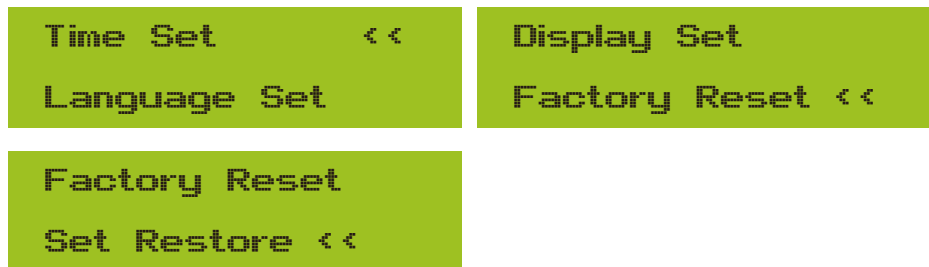 Time Set <<
Language Set
Display Set
Factory Reset <<
Factory Reset
Set Restore <<